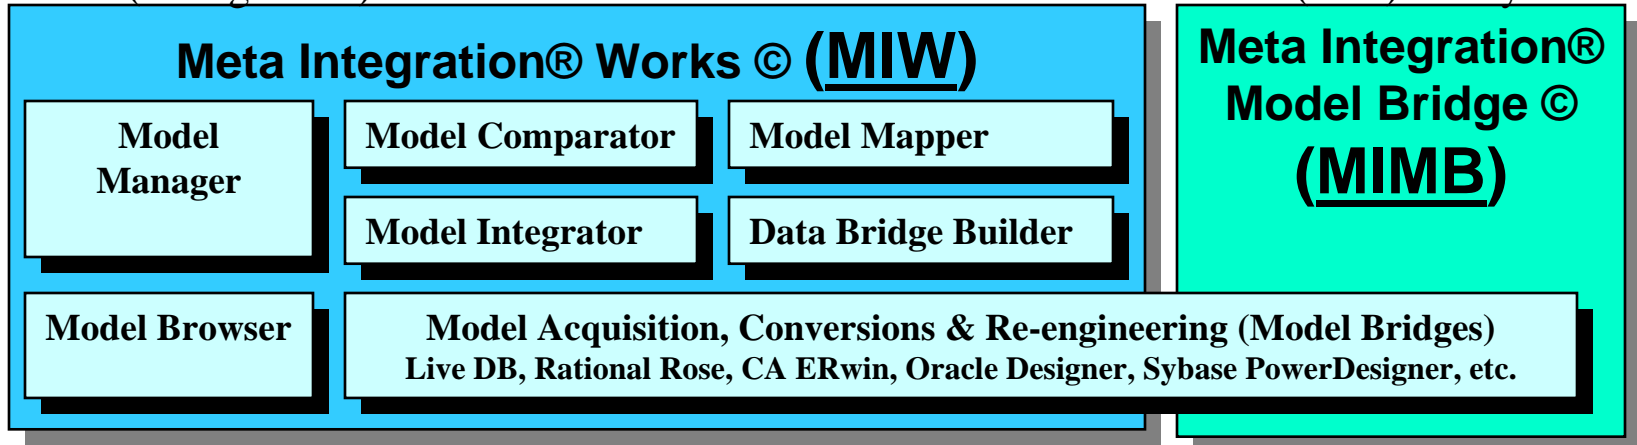 Meta Integration® Works © (MIW)
Model
Manager
Model Comparator
Model Mapper
Model Integrator
Data Bridge Builder
Model Browser
Model Acquisition, Conversions & Re-engineering (Model Bridges)
Live DB, Rational Rose, CA ERwin, Oracle Designer, Sybase PowerDesigner, etc.
Meta Integration®
Model Bridge ©
(MIMB)